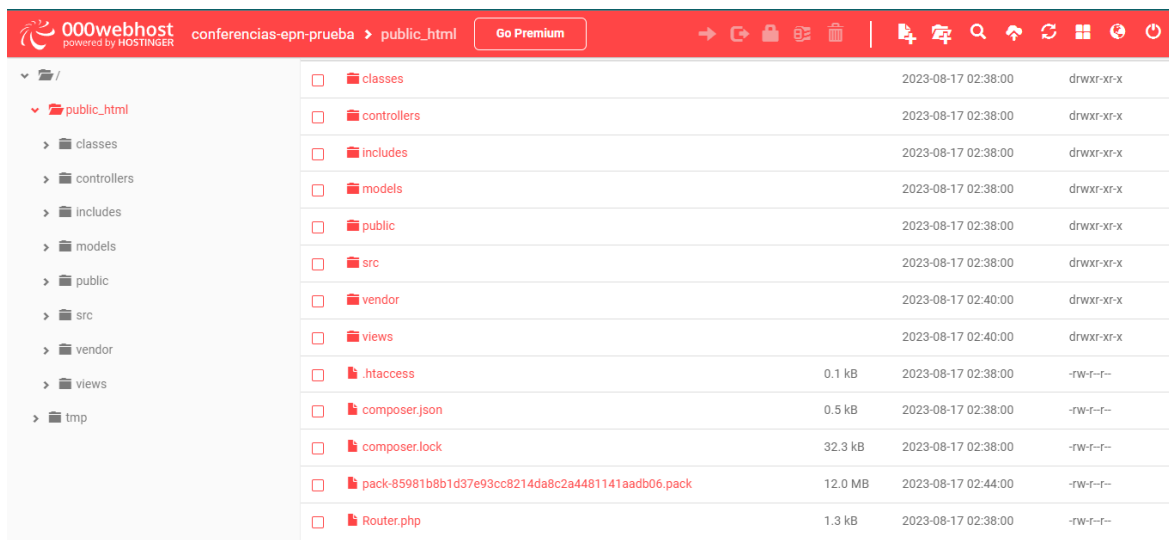 000webhost
powered by HOSTINGER
conferencias-epn-prueba > public_html
Go Premium
/
public_html
classes
controllers
includes
models
public
src
vendor
views
tmp
classes 2023-08-17 02:38:00 drwxr-xr-x
controllers 2023-08-17 02:38:00 drwxr-xr-x
includes 2023-08-17 02:38:00 drwxr-xr-x
models 2023-08-17 02:38:00 drwxr-xr-x
public 2023-08-17 02:38:00 drwxr-xr-x
src 2023-08-17 02:38:00 drwxr-xr-x
vendor 2023-08-17 02:40:00 drwxr-xr-x
views 2023-08-17 02:40:00 drwxr-xr-x
.htaccess 0.1 kB 2023-08-17 02:38:00 -rw-r--r--
composer.json 0.5 kB 2023-08-17 02:38:00 -rw-r--r--
composer.lock 32.3 kB 2023-08-17 02:38:00 -rw-r--r--
pack-85981b8b1d37e93cc8214da8c2a4481141aadb06.pack 12.0 MB 2023-08-17 02:44:00 -rw-r--r--
Router.php 1.3 kB 2023-08-17 02:38:00 -rw-r--r--